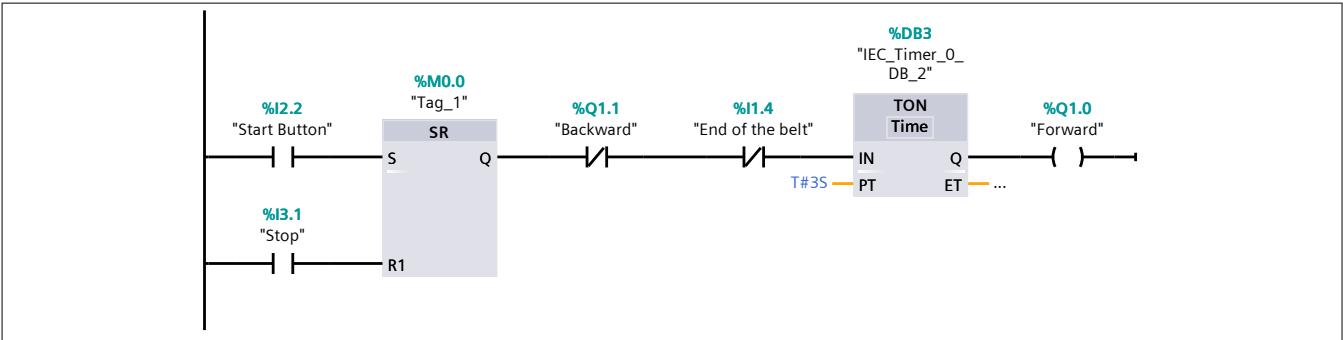 %DB3
"IEC_Timer_0_
DB_2"
%M0.0
"Tag_1"
%I2.2
"Start Button"
SR
S
Q
%Q1.1
"Backward"
%I1.4
"End of the belt"
TON
Time
IN
Q
T#3S
PT
ET
...
%Q1.0
"Forward"
%I3.1
"Stop"
R1